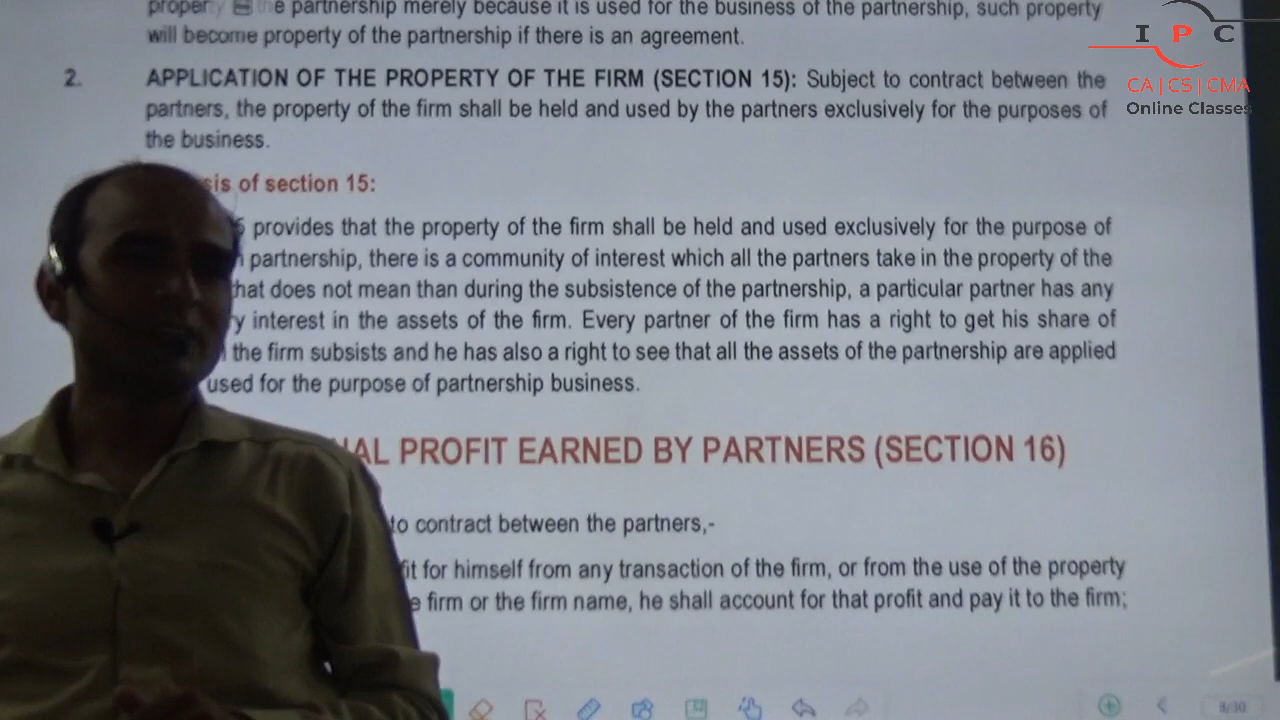 the partnership merely because it is used for the business of the partnership, such property
will become property of the partnership if there is an agreement.
2. APPLICATION OF THE PROPERTY OF THE FIRM (SECTION 15): Subject to contract between the
partners, the property of the firm shall be held and used by the partners exclusively for the purposes of
the business.
sis of section 15:
provides that the property of the firm shall be held and used exclusively for the purpose of
partnership, there is a community of interest which all the partners take in the property of the
hat does not mean than during the subsistence of the partnership, a particular partner has any
ry interest in the assets of the firm. Every partner of the firm has a right to get his share of
the firm subsists and he has also a right to see that all the assets of the partnership are applied
used for the purpose of partnership business.
AL PROFIT EARNED BY PARTNERS (SECTION 16)
to contract between the partners,-
fit for himself from any transaction of the firm, or from the use of the property
e firm or the firm name, he shall account for that profit and pay it to the firm;
8/30
I P C
CA|CS|CMA
Online Classes